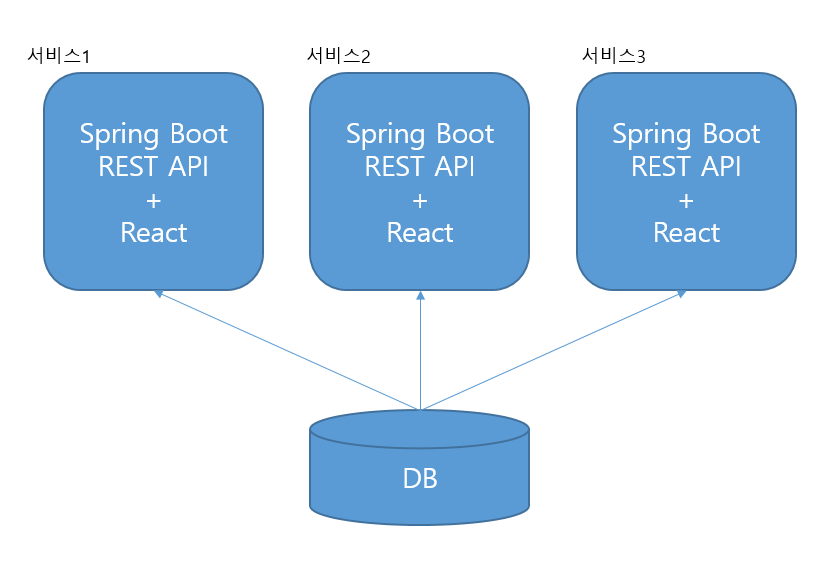 서비스1
서비스2
서비스3
Spring Boot
REST API
+
React
Spring Boot
REST API
+
React
Spring Boot
REST API
+
React
DB